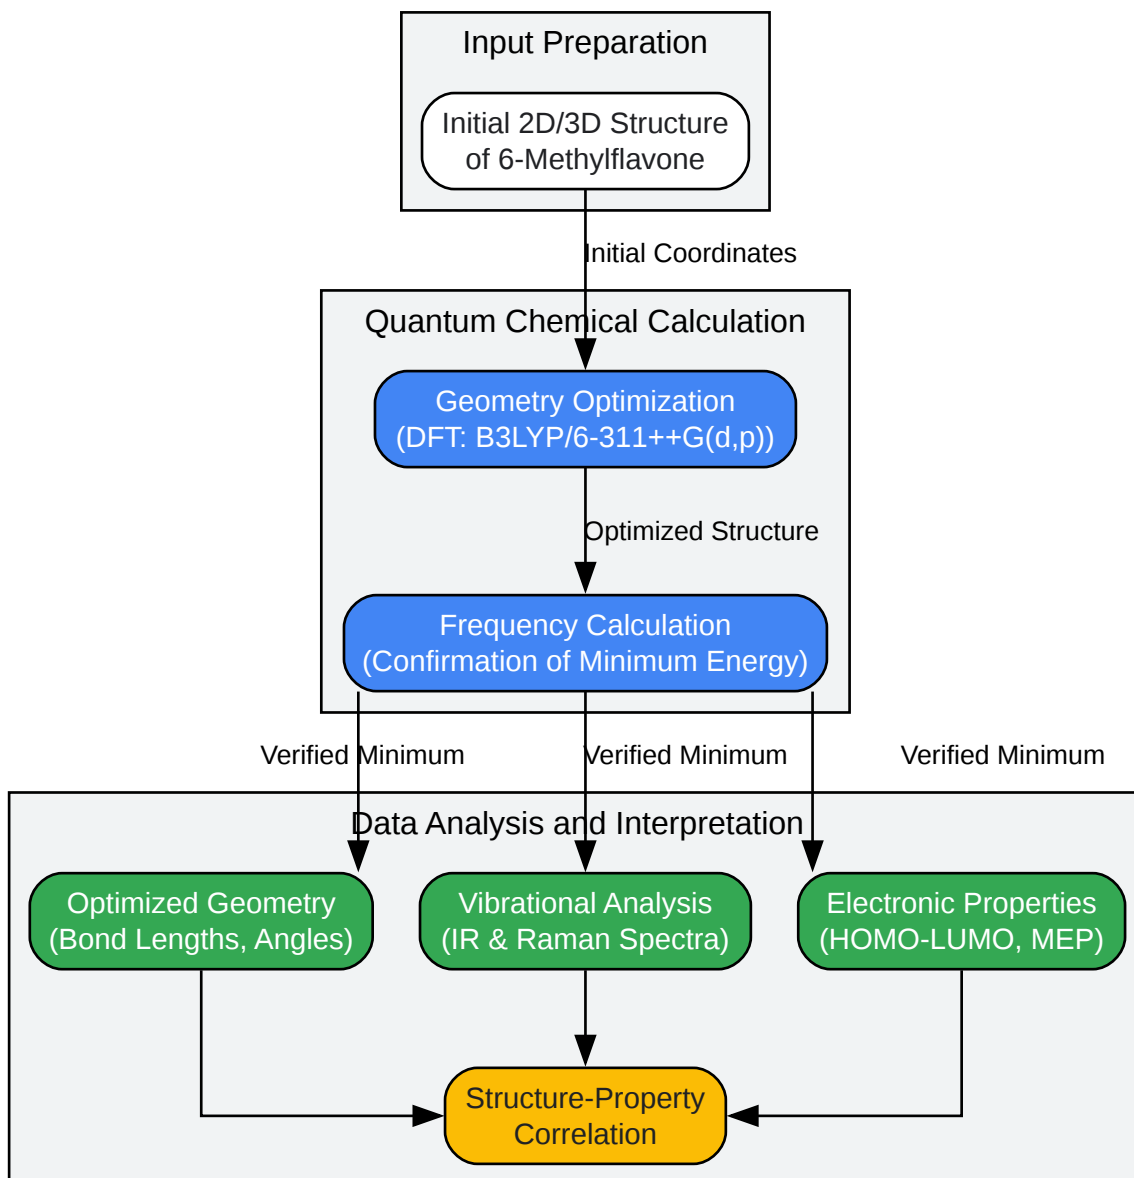 Input Preparation
Initial 2D/3D Structure
of 6-Methylflavone
Initial Coordinates
Quantum Chemical Calculation
Geometry Optimization
(DFT: B3LYP/6-311++G(d,p))
Optimized Structure
Frequency Calculation
(Confirmation of Minimum Energy)
Verified Minimum
Verified Minimum
Verified Minimum
Data Analysis and Interpretation
Optimized Geometry
(Bond Lengths, Angles)
Vibrational Analysis
(IR & Raman Spectra)
Electronic Properties
(HOMO-LUMO, MEP)
Structure-Property
Correlation